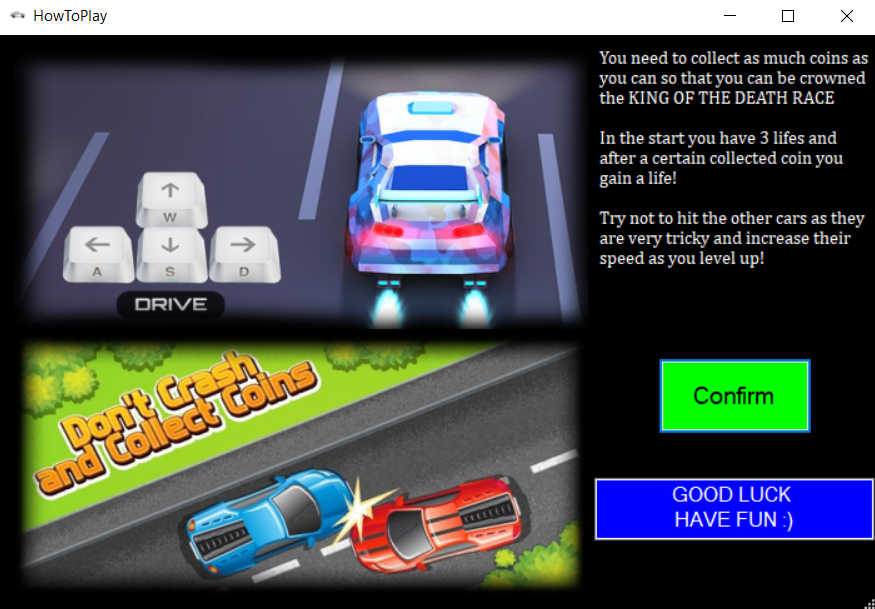 HowToPlay
W
A
S
D
DRIVE
Don't Crash
and Collect Coins
You need to collect as much coins as
you can so that you can be crowned
the KING OF THE DEATH RACE
In the start you have 3 lifes and
after a certain collected coin you
gain a life!
Try not to hit the other cars as they
are very tricky and increase their
speed as you level up!
Confirm
GOOD LUCK
HAVE FUN :)